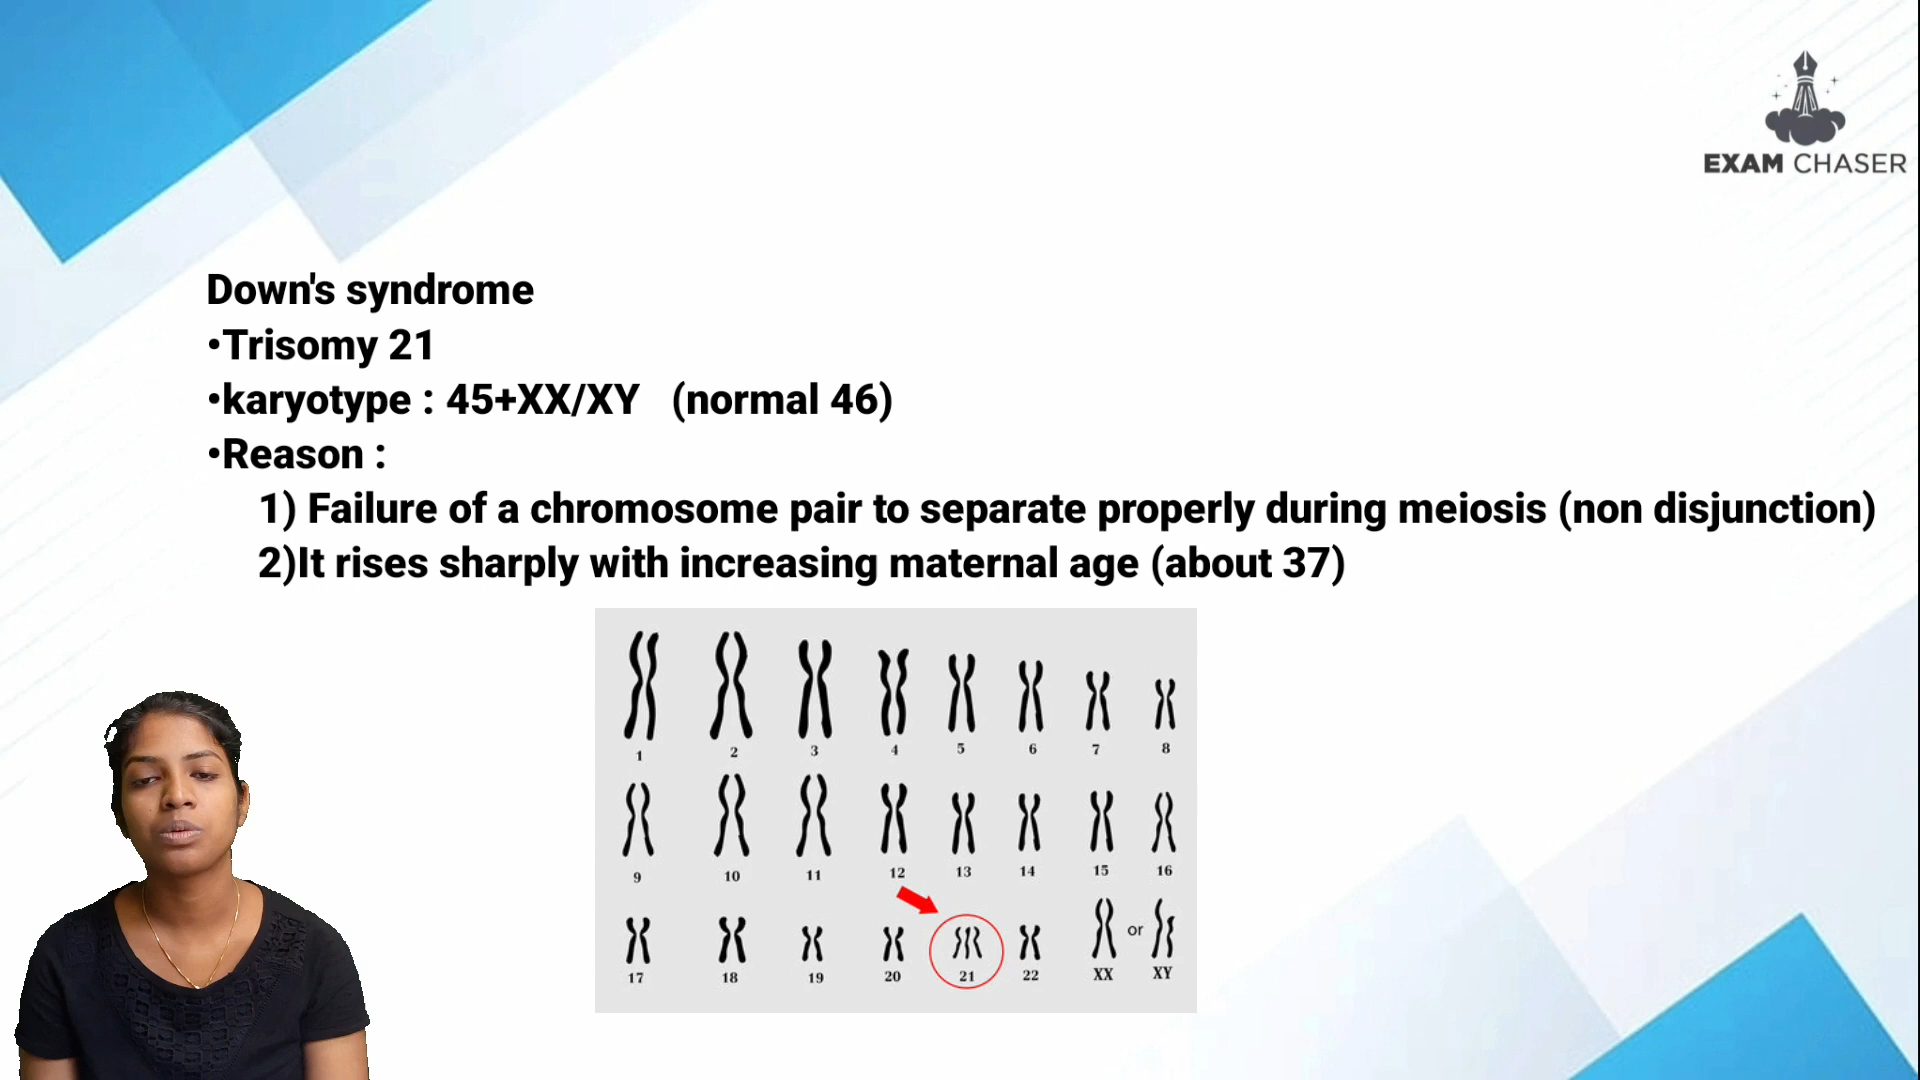 EXAM CHASER
Down's syndrome
•Trisomy 21
•karyotype : 45+XX/XY (normal 46)
•Reason :
1) Failure of a chromosome pair to separate properly during meiosis (non disjunction)
2)It rises sharply with increasing maternal age (about 37)
1 2 3 4 5 6 7 8
9 10 11 12 13 14 15 16
or
17 18 19 20 21 22 XX XY